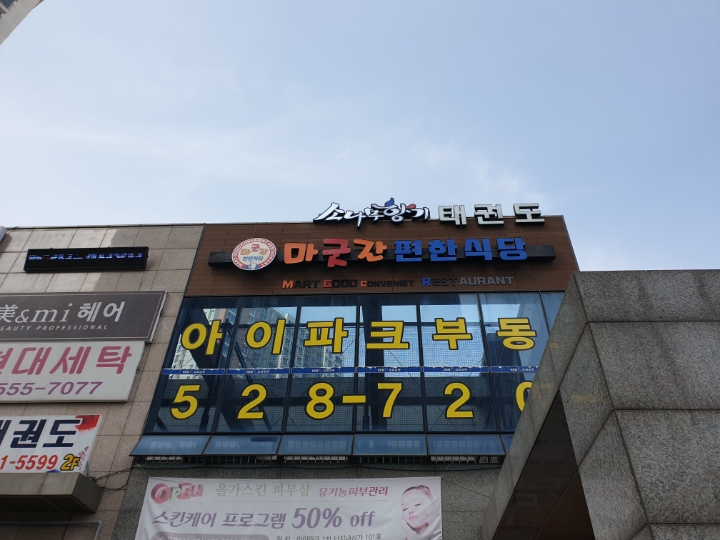 소나무향기 태권도
마굿간 편한식당
MART GOOD CONVENIET RESTAURANT
美&mi 헤어
BEAUTY PROFESSIONAL
아이파크부동
528-720
현대세탁
555-7077
태권도
1-5599 2F
올가스킨 피부샵 유기농피부관리
스킨케어 프로그램 50% off